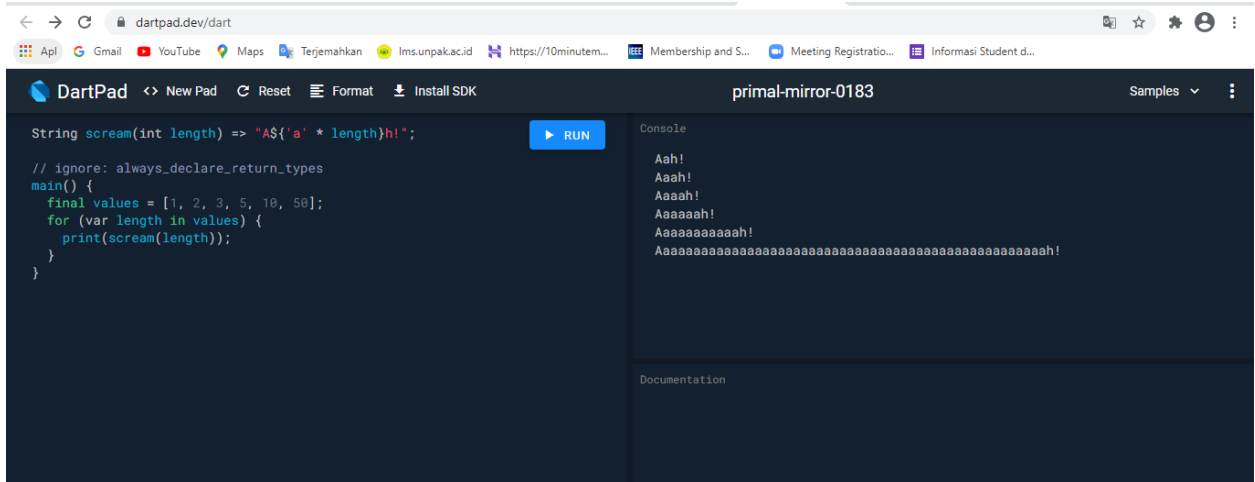 dartpad.dev/dart
Apl Gmail YouTube Maps Terjemahkan lms.unpak.ac.id https://10minutem... IEEE Membership and S... Meeting Registratio... Informasi Student d...
DartPad <> New Pad Reset Format Install SDK primal-mirror-0183 Samples
String scream(int length) => "A${'a' * length}h!";
RUN
// ignore: always_declare_return_types
main() {
  final values = [1, 2, 3, 5, 10, 50];
  for (var length in values) {
    print(scream(length));
  }
}
Console
Aah!
Aaah!
Aaaah!
Aaaaaah!
Aaaaaaaaaaah!
Aaaaaaaaaaaaaaaaaaaaaaaaaaaaaaaaaaaaaaaaaaaaaaaaaaah!
Documentation